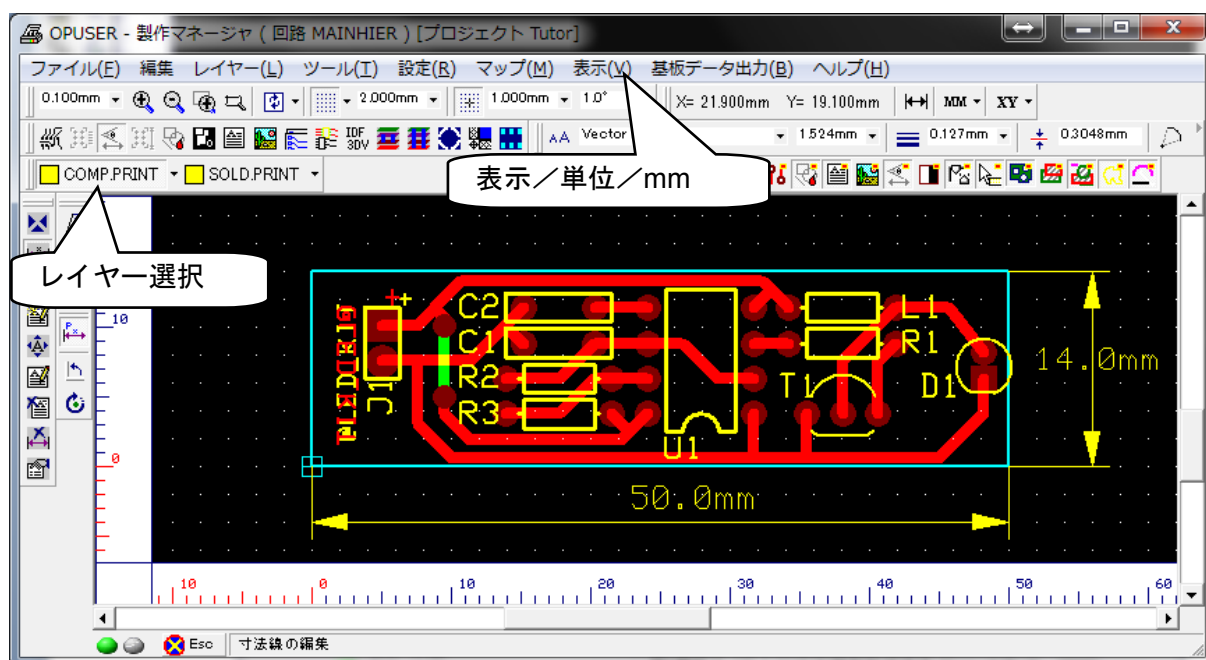 OPUSER - 製作マネージャ ( 回路 MAINHIER ) [プロジェクト Tutor]
ファイル(F) 編集 レイヤー(L) ツール(T) 設定(R) マップ(M) 表示(V) 基板データ出力(B) ヘルプ(H)
0.100mm 2.000mm 1.000mm 1.0° X= 21.900mm Y= 19.100mm MM XY
IDF 3DV AA Vector 1.524mm 0.127mm 0.3048mm
COMP.PRINT SOLD.PRINT
表示／単位／mm
レイヤー選択
C2
L1
C1
R1
R2
T1
D1
R3
J1
U1
14.0mm
50.0mm
10
0
10 0 10 20 30 40 50 60
Esc 寸法線の編集